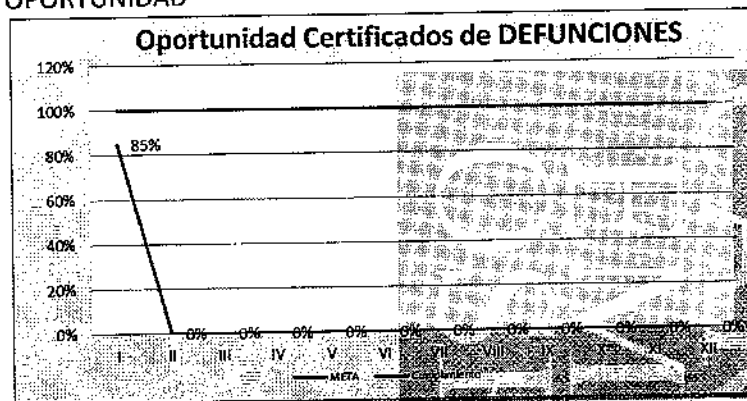 OPORTUNIDAD
Oportunidad Certificados de DEFUNCIONES
120%
100%
85%
80%
60%
40%
20%
0% 0% 0% 0% 0% 0% 0% 0% 0% 0% 0% 0%
I II III IV V VI VII VIII IX X XI XII
META Cumplimiento